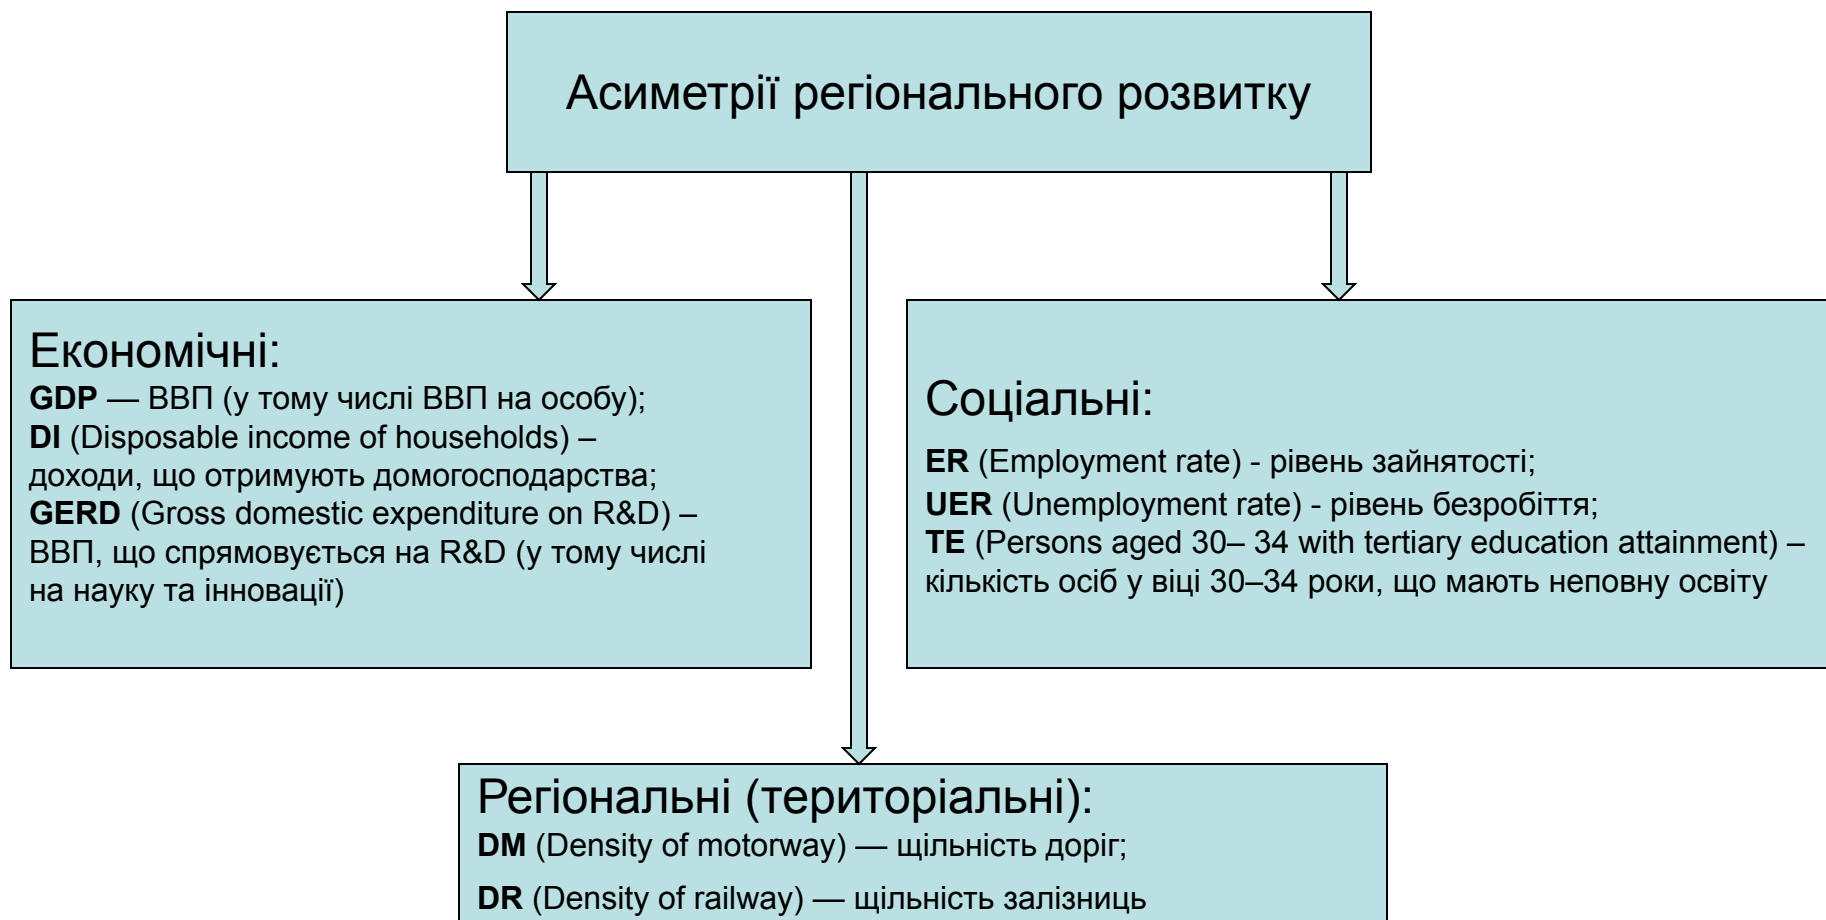 Асиметрії регіонального розвитку
Економічні:
GDP — ВВП (у тому числі ВВП на особу);
DI (Disposable income of households) –
доходи, що отримують домогосподарства;
GERD (Gross domestic expenditure on R&D) –
ВВП, що спрямовується на R&D (у тому числі
на науку та інновації)
Соціальні:
ER (Employment rate) - рівень зайнятості;
UER (Unemployment rate) - рівень безробіття;
TE (Persons aged 30– 34 with tertiary education attainment) –
кількість осіб у віці 30–34 роки, що мають неповну освіту
Регіональні (територіальні):
DM (Density of motorway) — щільність доріг;
DR (Density of railway) — щільність залізниць